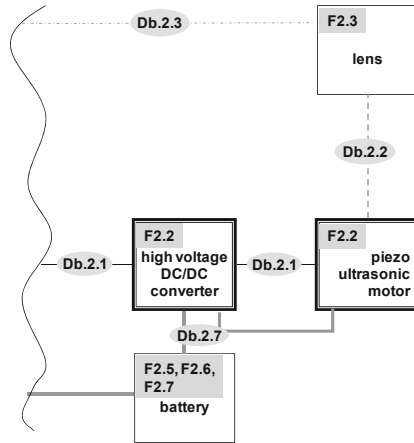 Db.2.3
F2.3
lens
Db.2.2
F2.2
high voltage
DC/DC
converter
Db.2.1
Db.2.1
F2.2
piezo
ultrasonic
motor
Db.2.7
F2.5, F2.6,
F2.7
battery